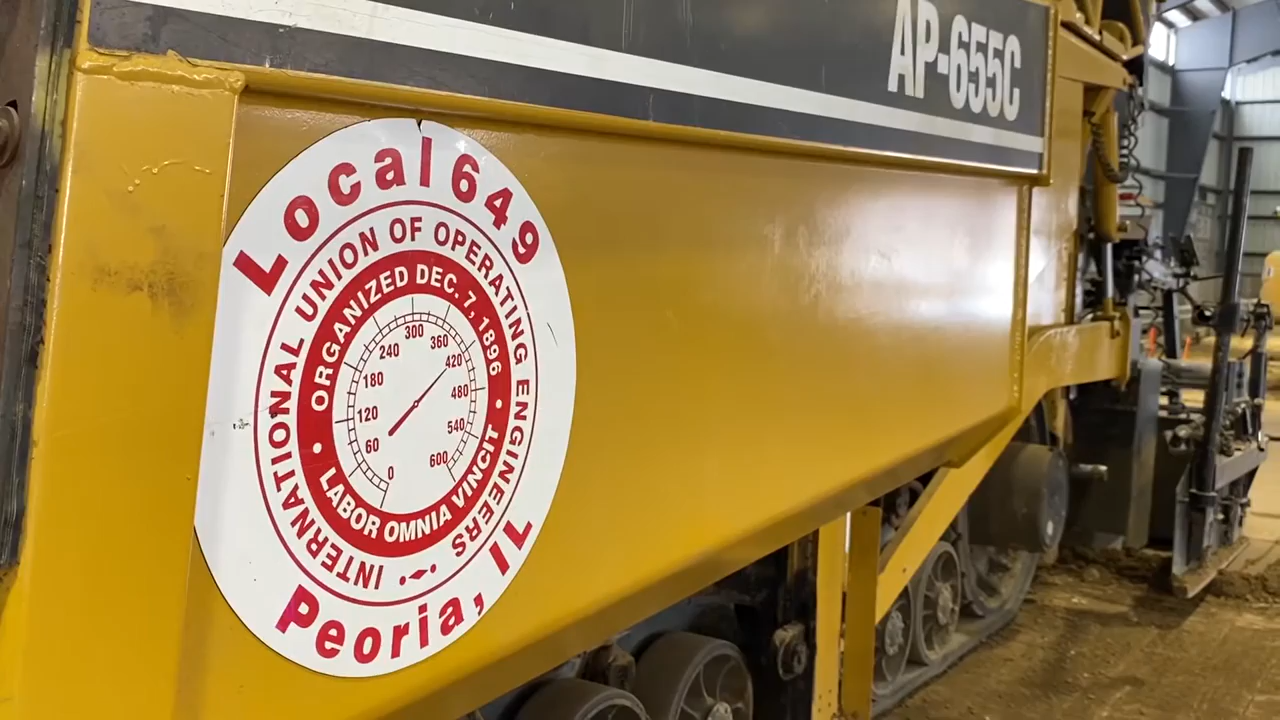 AP-655C
Local 649
INTERNATIONAL UNION OF OPERATING ENGINEERS
ORGANIZED DEC. 7, 1896
0
60
120
180
240
300
360
420
480
540
600
LABOR OMNIA VINCIT
Peoria, IL